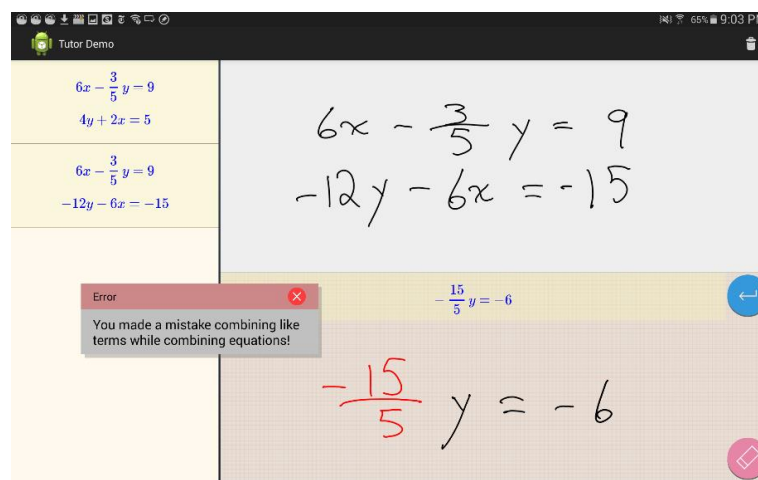 65% 9:03 P
Tutor Demo
6x − 3/5 y = 9
4y + 2x = 5
6x − 3/5 y = 9
−12y − 6x = −15
6x − 3/5 y = 9
-12y - 6x = -15
− 15/5 y = −6
Error
You made a mistake combining like
terms while combining equations!
-15/5 y = -6